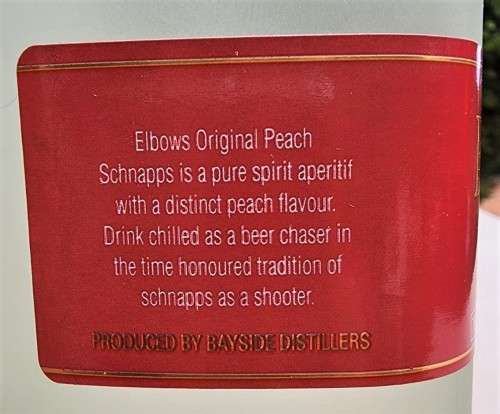 Elbows Original Peach
Schnapps is a pure spirit aperitif
with a distinct peach flavour.
Drink chilled as a beer chaser in
the time honoured tradition of
schnapps as a shooter.
PRODUCED BY BAYSIDE DISTILLERS